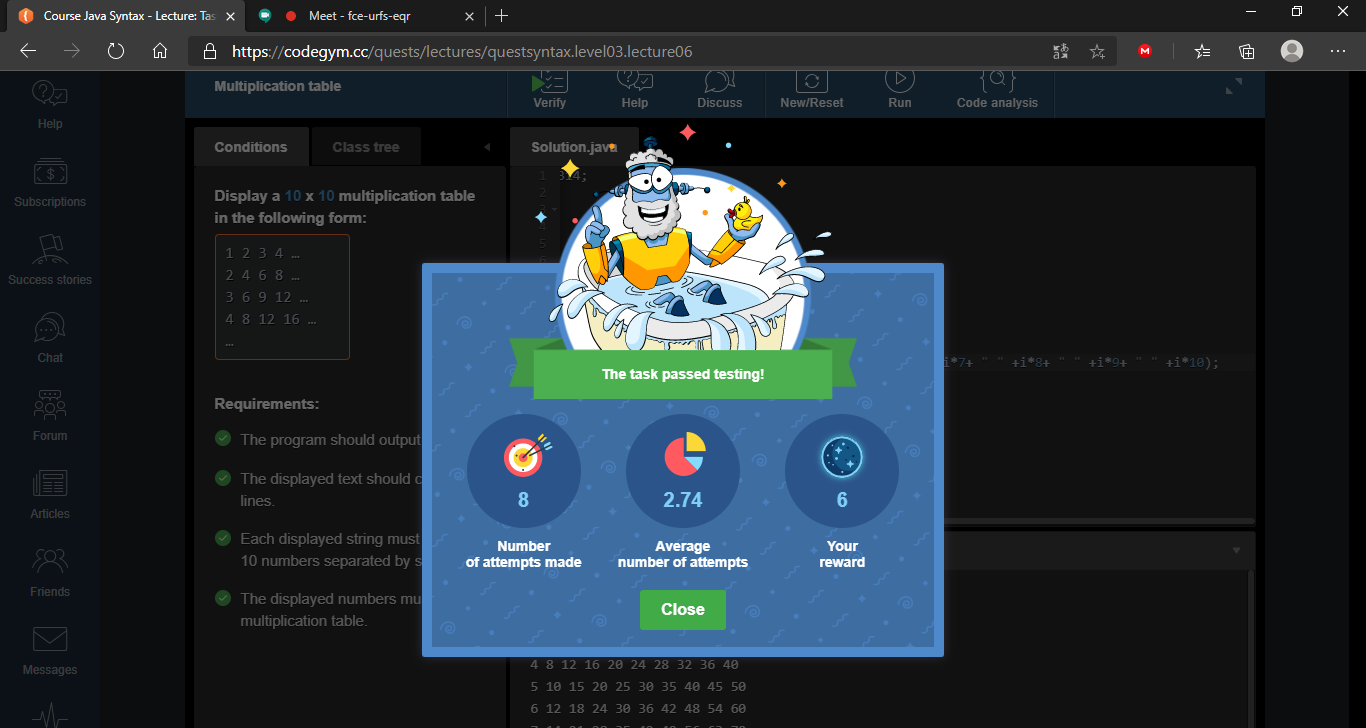 Course Java Syntax - Lecture: Tas
Meet - fce-urfs-eqr
https://codegym.cc/quests/lectures/questsyntax.level03.lecture06
Help
Subscriptions
Success stories
Chat
Forum
Articles
Friends
Messages
Multiplication table
Verify
Help
Discuss
New/Reset
Run
Code analysis
Conditions
Class tree
Solution.java
Display a 10 x 10 multiplication table
in the following form:
1 2 3 4 …
2 4 6 8 …
3 6 9 12 …
4 8 12 16 …
…
Requirements:
The program should output
The displayed text should c
lines.
Each displayed string must
10 numbers separated by s
The displayed numbers mu
multiplication table.
1
2
5
i*7+ " " +i*8+ " " +i*9+ " " +i*10);
The task passed testing!
8
Number
of attempts made
2.74
Average
number of attempts
6
Your
reward
Close
4 8 12 16 20 24 28 32 36 40
5 10 15 20 25 30 35 40 45 50
6 12 18 24 30 36 42 48 54 60